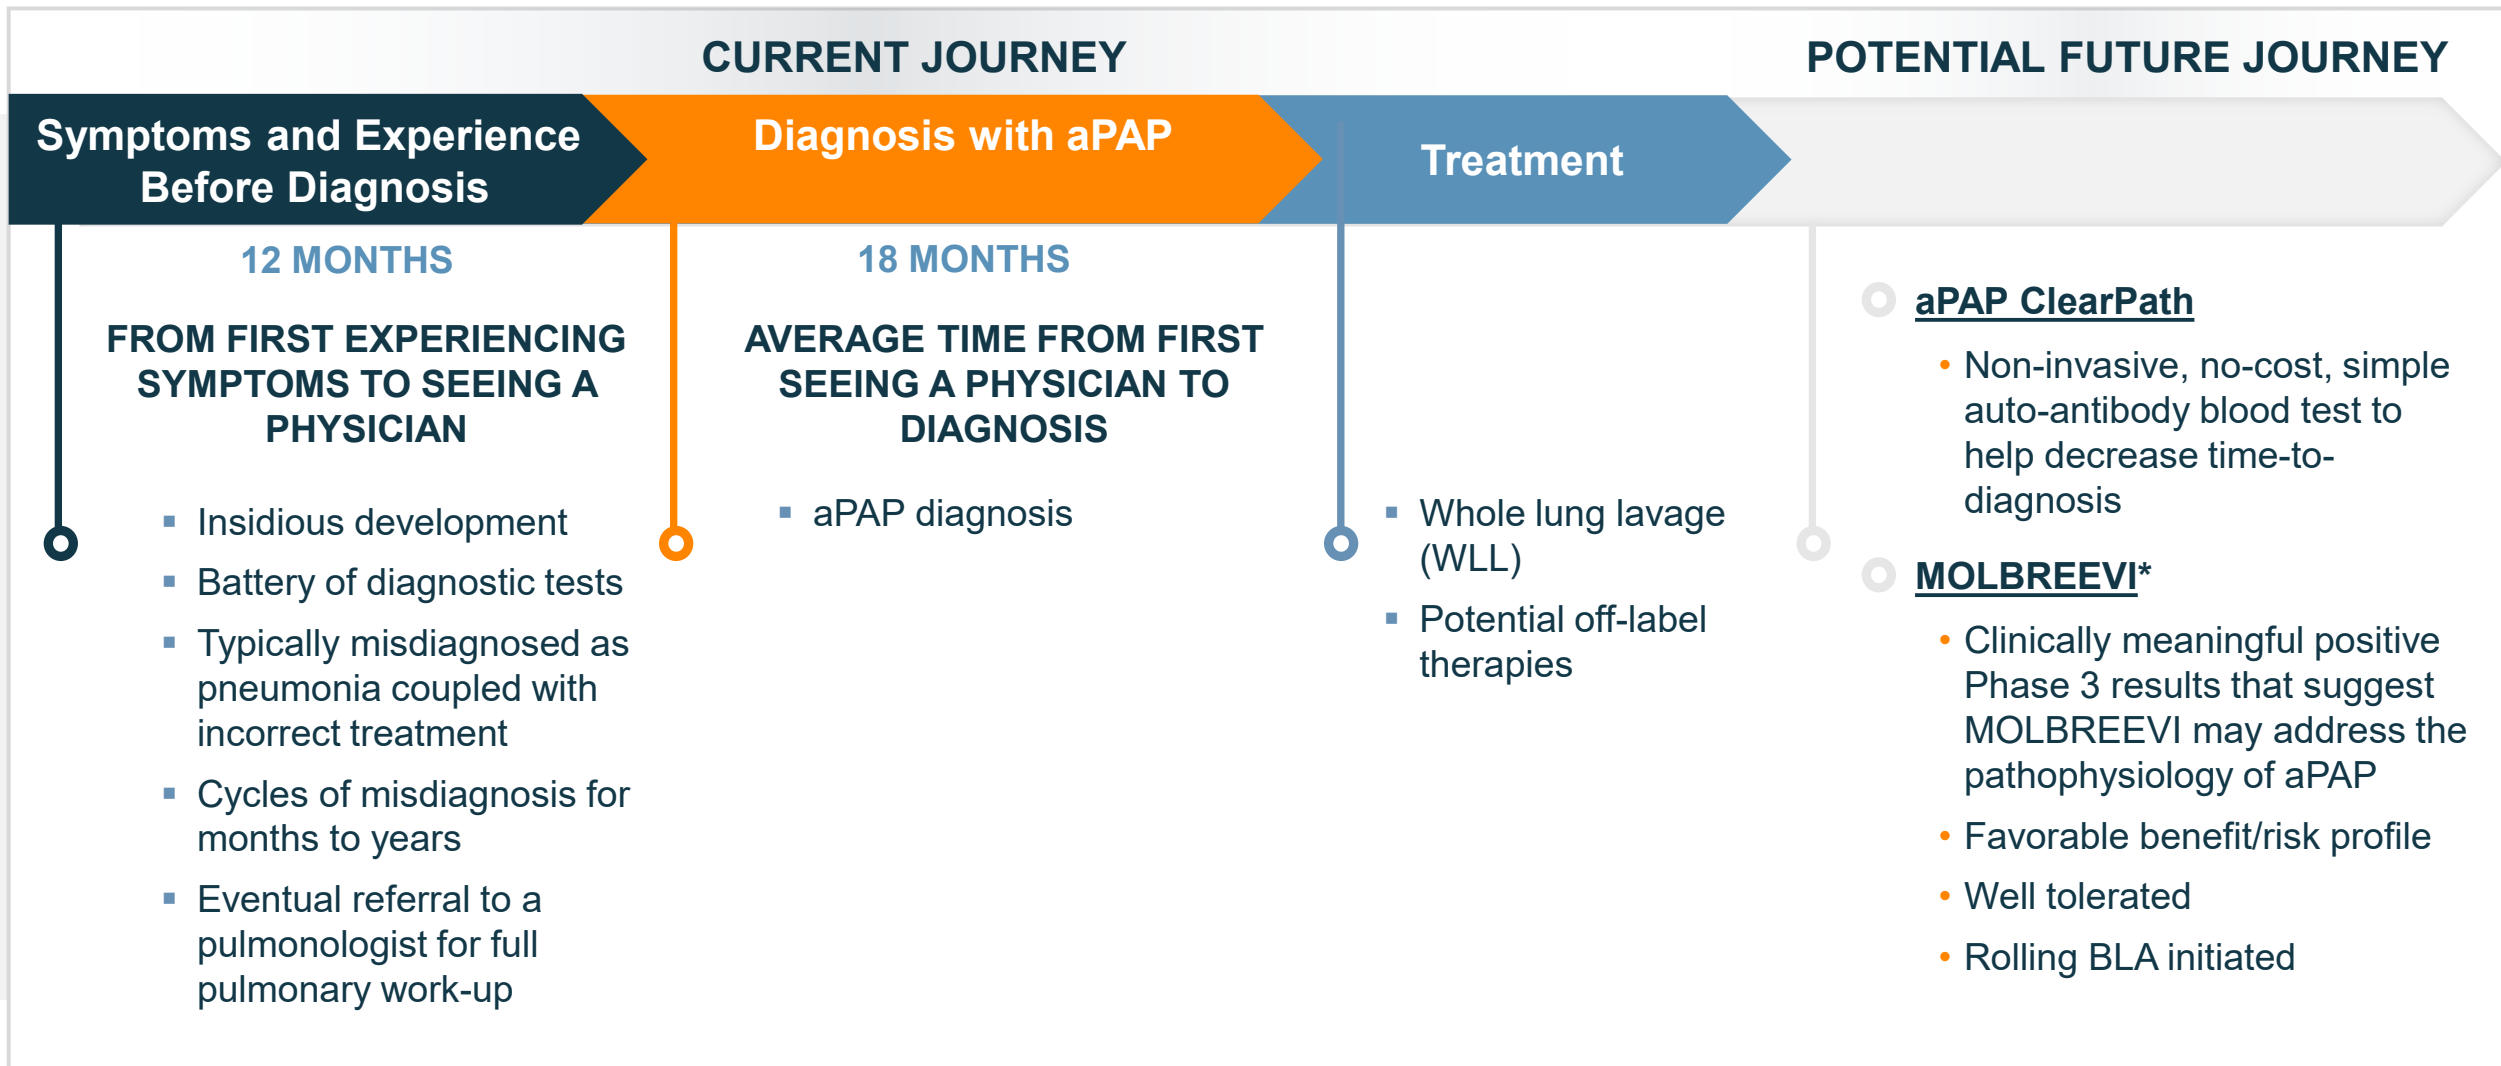 CURRENT JOURNEY
POTENTIAL FUTURE JOURNEY
Symptoms and Experience
Before Diagnosis
Diagnosis with aPAP
Treatment
12 MONTHS
FROM FIRST EXPERIENCING
SYMPTOMS TO SEEING A
PHYSICIAN
▪ Insidious development
▪ Battery of diagnostic tests
▪ Typically misdiagnosed as
pneumonia coupled with
incorrect treatment
▪ Cycles of misdiagnosis for
months to years
▪ Eventual referral to a
pulmonologist for full
pulmonary work-up
18 MONTHS
AVERAGE TIME FROM FIRST
SEEING A PHYSICIAN TO
DIAGNOSIS
▪ aPAP diagnosis
▪ Whole lung lavage
(WLL)
▪ Potential off-label
therapies
aPAP ClearPath
• Non-invasive, no-cost, simple
auto-antibody blood test to
help decrease time-to-
diagnosis
MOLBREEVI*
• Clinically meaningful positive
Phase 3 results that suggest
MOLBREEVI may address the
pathophysiology of aPAP
• Favorable benefit/risk profile
• Well tolerated
• Rolling BLA initiated